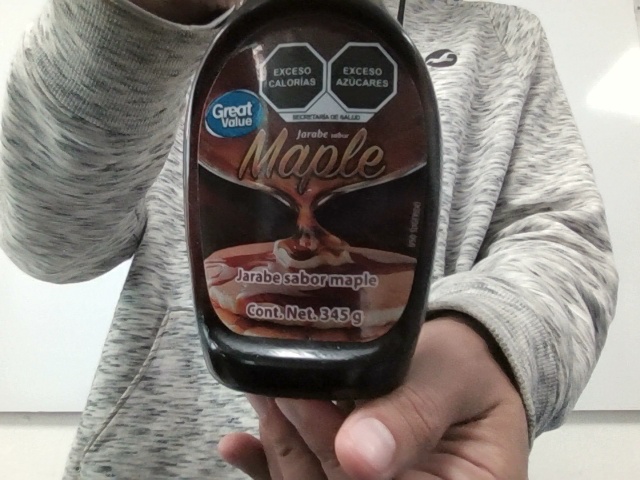 EXCESO
CALORÍAS
EXCESO
AZÚCARES
SECRETARÍA DE SALUD
Great
Value
Jarabe sabor
Maple
Jarabe sabor maple
Cont. Net. 345 g